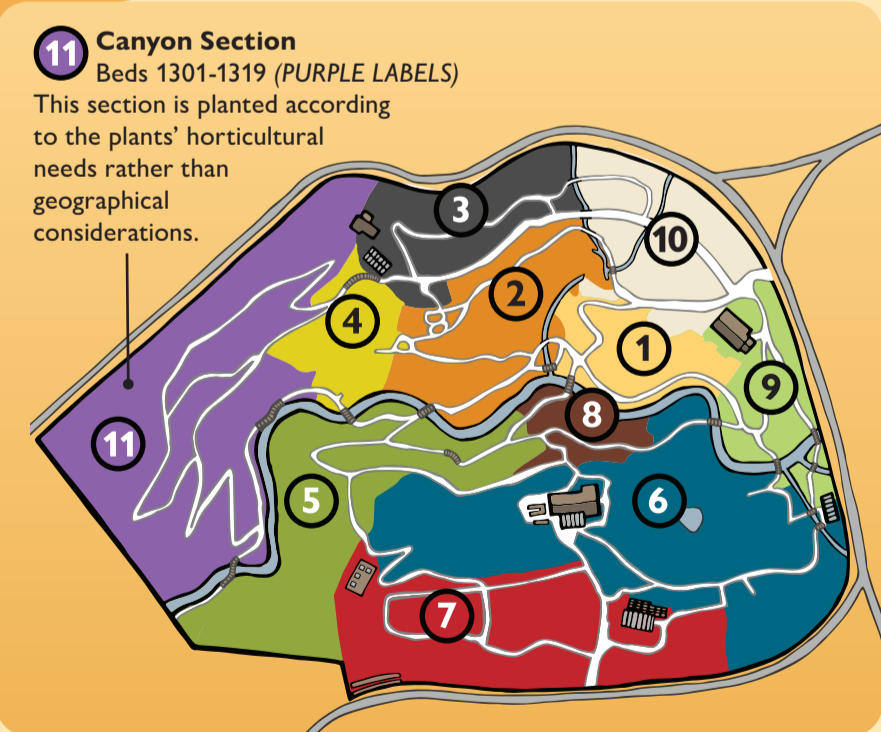 11 Canyon Section
Beds 1301-1319 (PURPLE LABELS)
This section is planted according
to the plants’ horticultural
needs rather than
geographical
considerations.
3
10
2
4
1
9
8
11
5
6
7